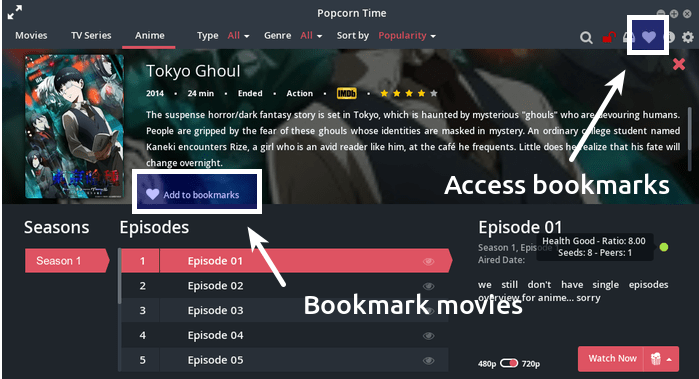 Popcorn Time
Movies TV Series Anime Type All Genre All Sort by Popularity
Tokyo Ghoul
2014 • 24 min • Ended • Action • IMDb •
The suspense horror/dark fantasy story is set in Tokyo, which is haunted by mysterious "ghouls" who are devouring humans.
People are gripped by the fear of these ghouls whose identities are masked in mystery. An ordinary college student named
Kaneki encounters Rize, a girl who is an avid reader like him, at the café he frequents. Little does he realize that his fate will
change overnight.
Add to bookmarks
Access bookmarks
Seasons
Season 1
Episodes
1 Episode 01
2 Episode 02
3 Episode 03
4 Episode 04
5 Episode 05
Bookmark movies
Episode 01
Season 1, Episode
Aired Date:
Health Good - Ratio: 8.00
Seeds: 8 - Peers: 1
we still don't have single episodes
overview for anime... sorry
480p 720p
Watch Now